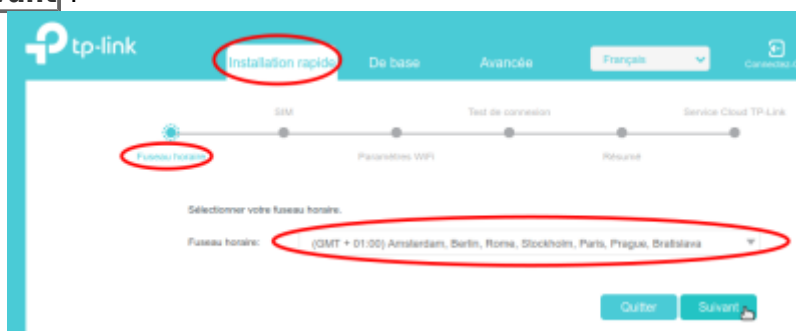 tp-link
Installation rapide De base Avancée Français
SIM Test de connexion Service Cloud TP-Link
Fuseau horaire Paramètres WiFi Résumé
Sélectionner votre fuseau horaire.
Fuseau horaire: (GMT + 01:00) Amsterdam, Berlin, Rome, Stockholm, Paris, Prague, Bratislava
Quitter Suivant